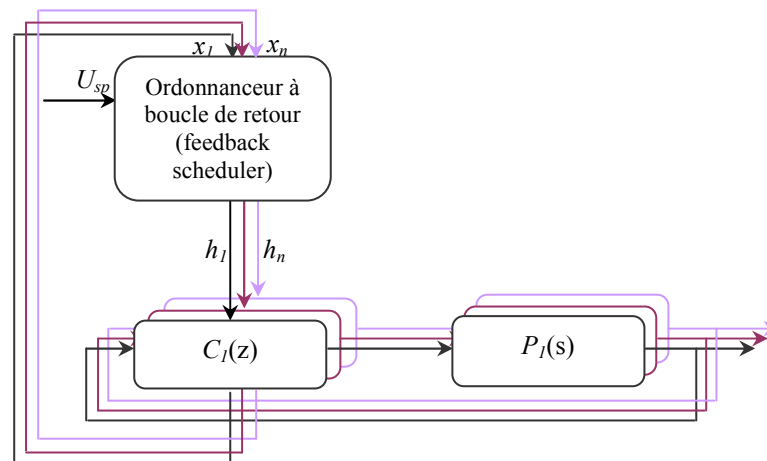 x1 xn
Usp
Ordonnanceur à
boucle de retour
(feedback
scheduler)
h1 hn
C1(z) P1(s)